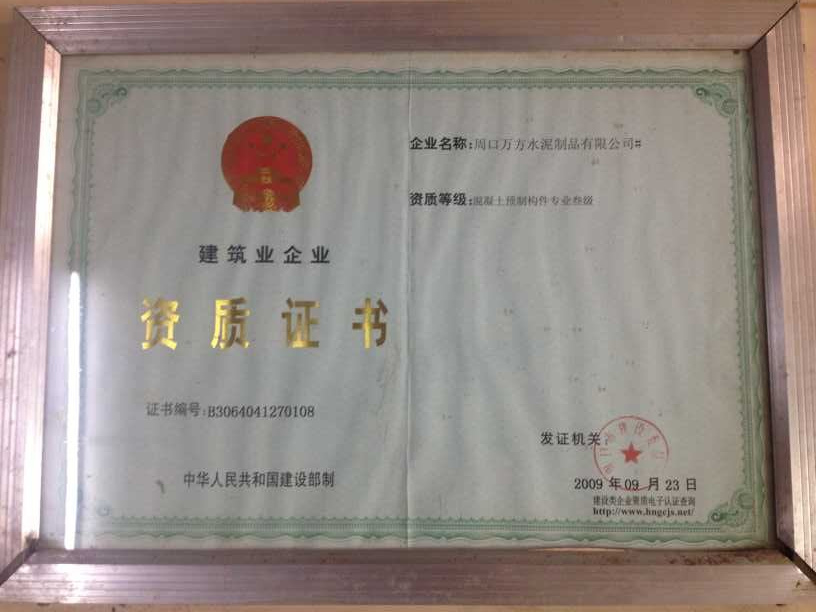 建筑业企业
资质证书
证书编号:B3064041270108
中华人民共和国建设部制
企业名称:周口万方水泥制品有限公司#
资质等级:混凝土预制构件专业叁级
发证机关:
2009 年 09 月 23 日
建设类企业资质电子认证查询
http://www.hngcjs.net/